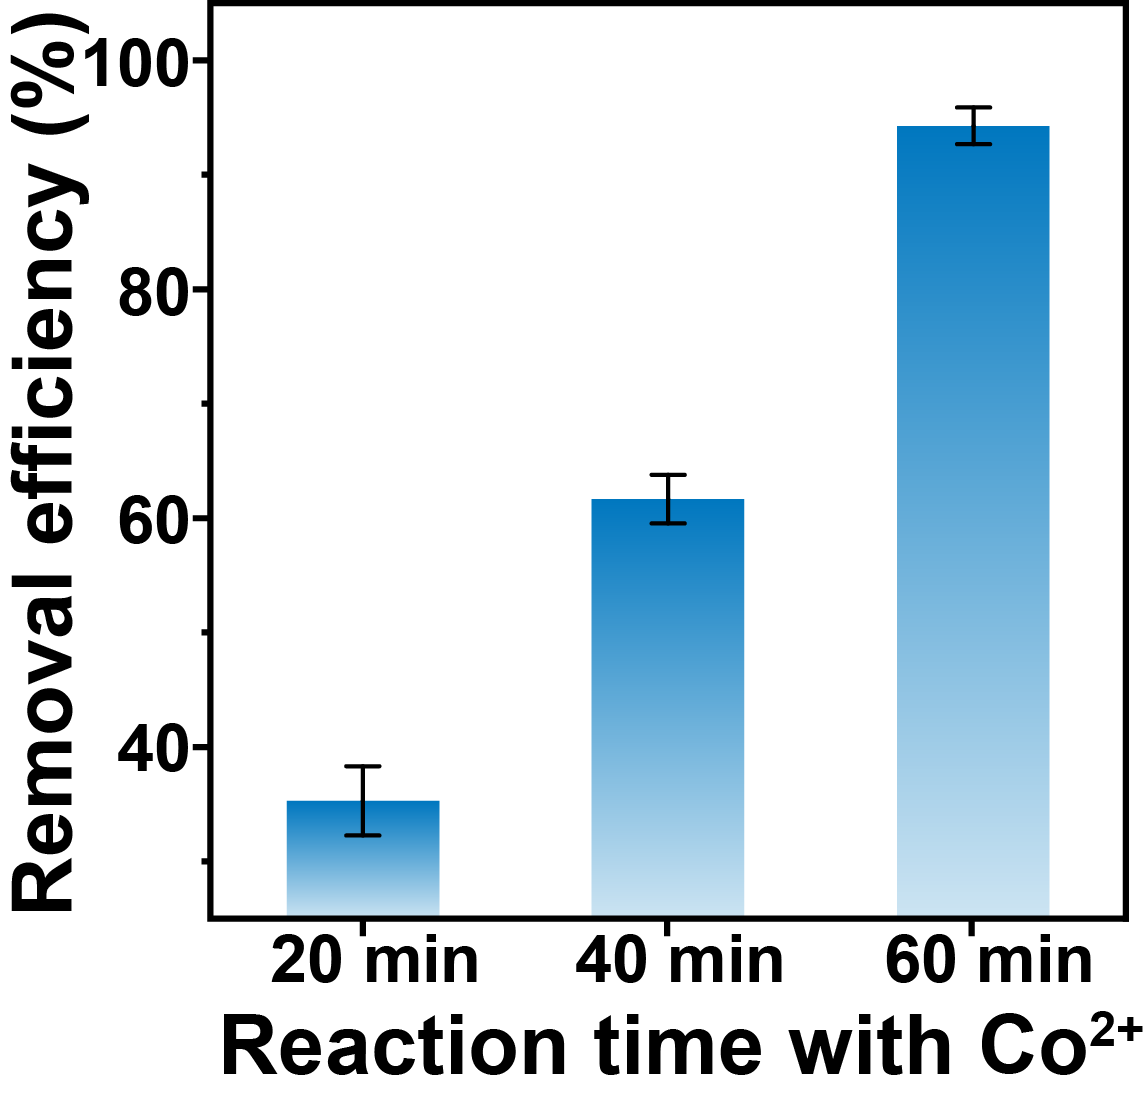 Removal efficiency (%)
100
80
60
40
20 min 40 min 60 min
Reaction time with Co²⁺